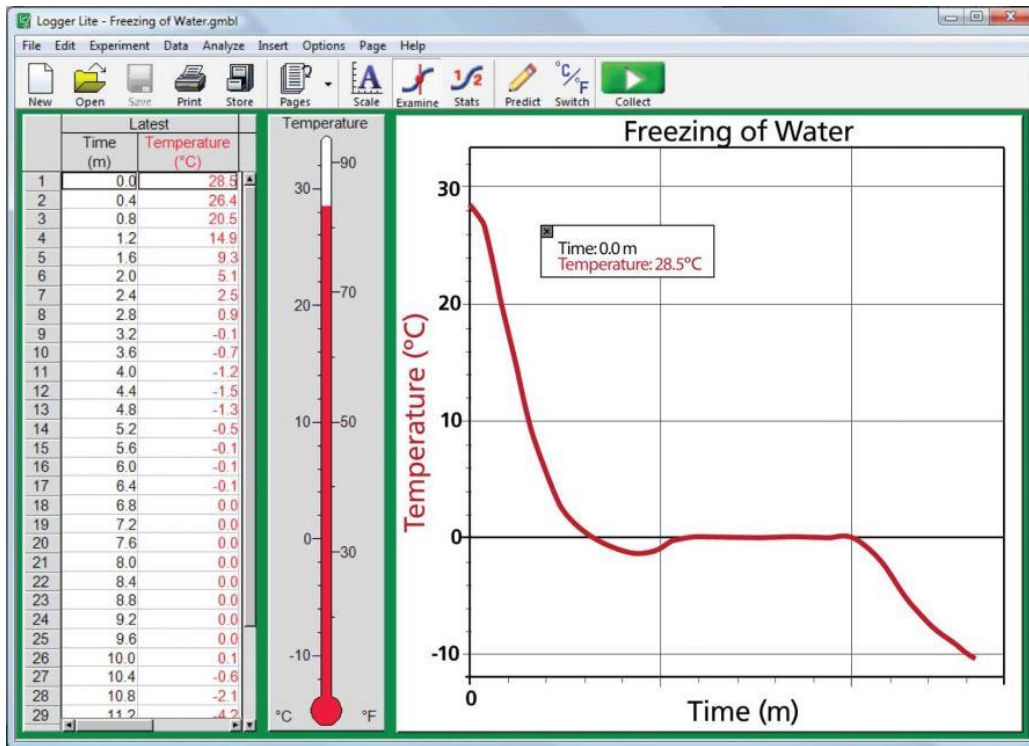 Logger Lite - Freezing of Water.gmbl
File Edit Experiment Data Analyze Insert Options Page Help
New Open Save Print Store Pages Scale Examine Stats Predict Switch Collect
A 1/2 °C/°F
Latest
Time Temperature
(m) (°C)
1 0.0 28.5
2 0.4 26.4
3 0.8 20.5
4 1.2 14.9
5 1.6 9.3
6 2.0 5.1
7 2.4 2.5
8 2.8 0.9
9 3.2 -0.1
10 3.6 -0.7
11 4.0 -1.2
12 4.4 -1.5
13 4.8 -1.3
14 5.2 -0.5
15 5.6 -0.1
16 6.0 -0.1
17 6.4 -0.1
18 6.8 0.0
19 7.2 0.0
20 7.6 0.0
21 8.0 0.0
22 8.4 0.0
23 8.8 0.0
24 9.2 0.0
25 9.6 0.0
26 10.0 0.1
27 10.4 -0.6
28 10.8 -2.1
29 11.2 -4.2
Temperature
90
30
70
20
10 50
0
30
-10
°C °F
Freezing of Water
Time: 0.0 m
Temperature: 28.5°C
Temperature (°C)
30
20
10
0
-10
0
Time (m)